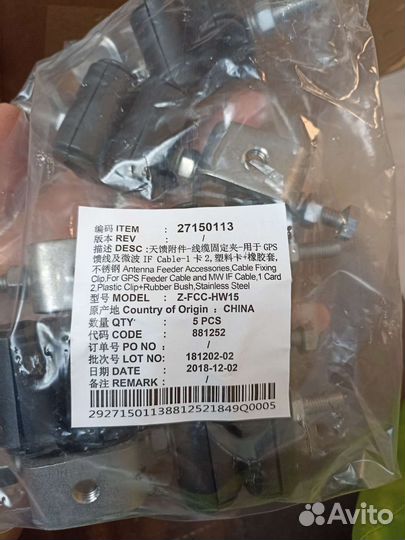 编码 ITEM : 27150113
版本 REV : /
描述 DESC :天馈附件-线缆固定夹-用于 GPS
馈线及微波 IF Cable-1 卡 2,塑料卡+橡胶套,
不锈钢 Antenna Feeder Accessories,Cable Fixing
Clip,For GPS Feeder Cable and MW IF Cable,1 Card
2,Plastic Clip+Rubber Bush,Stainless Steel
型号 MODEL : Z-FCC-HW15
原产地 Country of Origin : CHINA
数量 QTY : 5 PCS
代码 CODE : 881252
订单号 PO NO : /
批次号 LOT NO: 181202-02
日期 DATE : 2018-12-02
备注 REMARK : /
29271501138812521849Q0005
Avito